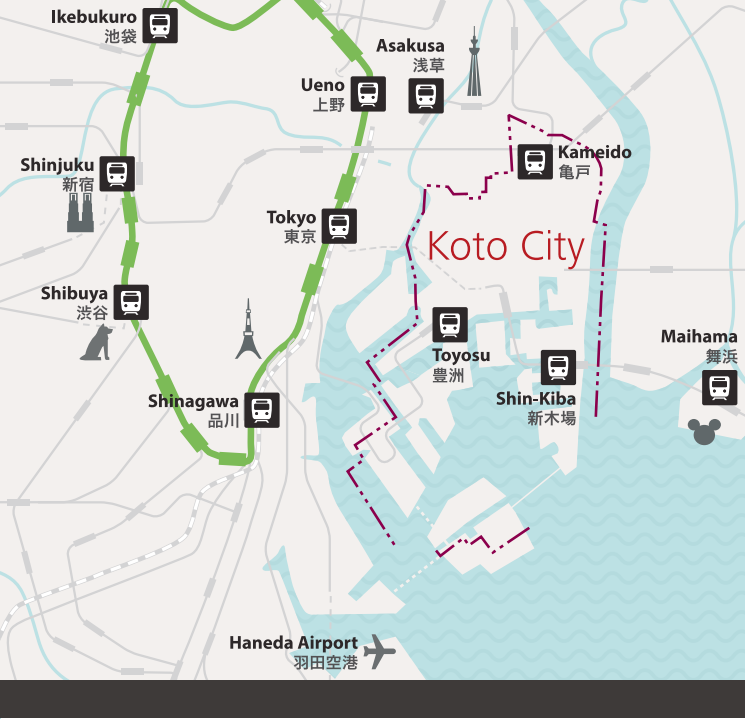 Ikebukuro
池袋
Asakusa
浅草
Ueno
上野
Kameido
亀戸
Shinjuku
新宿
Tokyo
東京
Koto City
Shibuya
渋谷
Toyosu
豊洲
Maihama
舞浜
Shin-Kiba
新木場
Shinagawa
品川
Haneda Airport
羽田空港